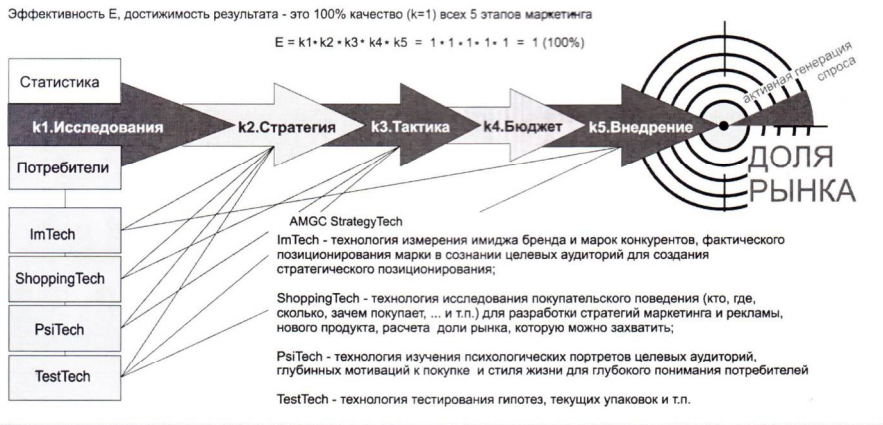 Эффективность E, достижимость результата - это 100% качество (k=1) всех 5 этапов маркетинга
E = k1* k2 * k3* k4* k5 = 1 * 1 * 1 * 1* 1 = 1 (100%)
активная генерация
спроса
Статистика
k1.Исследования
k2.Стратегия
k3.Тактика
k4.Бюджет
k5.Внедрение
ДОЛЯ
РЫНКА
Потребители
ImTech
ShoppingTech
PsiTech
TestTech
AMGC StrategyTech
ImTech - технология измерения имиджа бренда и марок конкурентов, фактического
позиционирования марки в сознании целевых аудиторий для создания
стратегического позиционирования;
ShoppingTech - технология исследования покупательского поведения (кто, где,
сколько, зачем покупает, ... и т.п.) для разработки стратегий маркетинга и рекламы,
нового продукта, расчета доли рынка, которую можно захватить;
PsiTech - технология изучения психологических портретов целевых аудиторий,
глубинных мотиваций к покупке и стиля жизни для глубокого понимания потребителей
TestTech - технология тестирования гипотез, текущих упаковок и т.п.